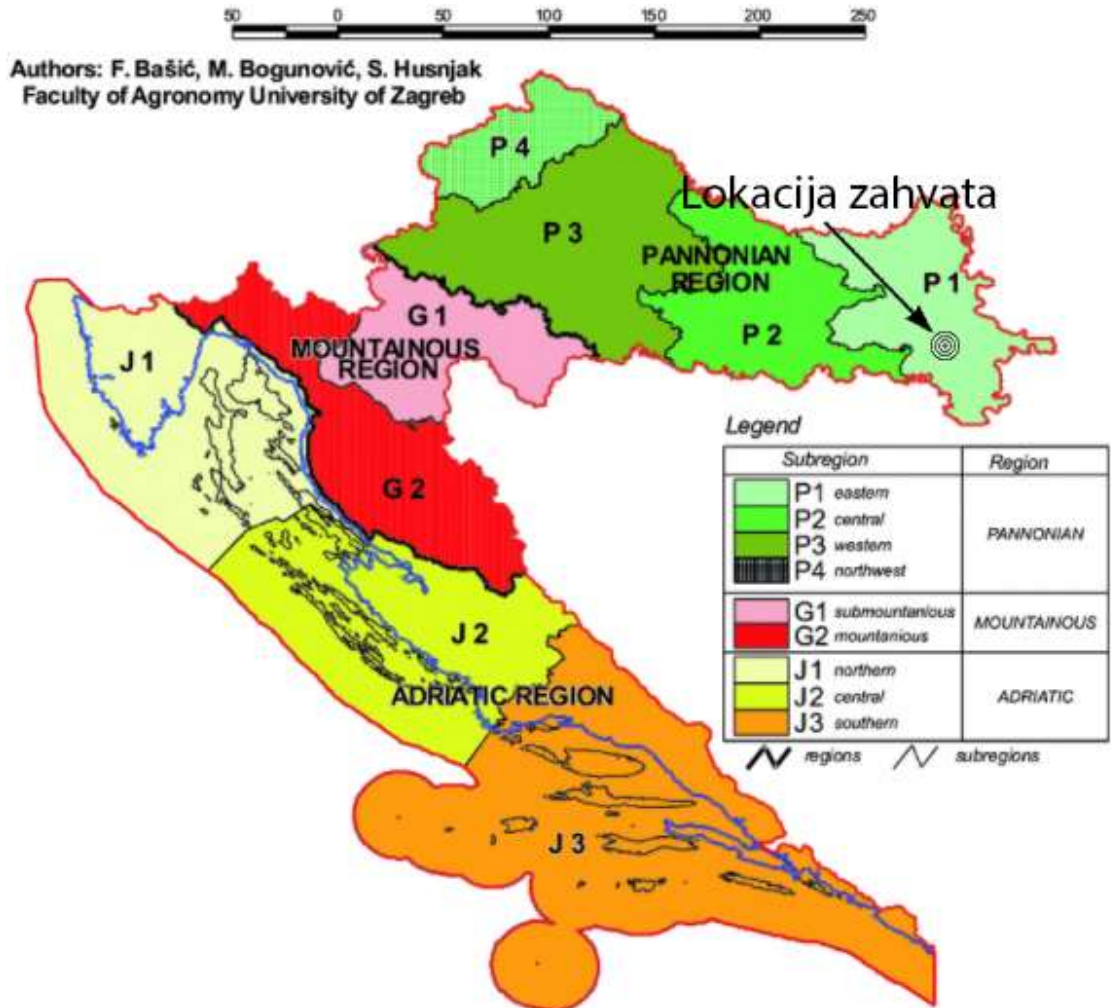 50 0 50 100 150 200 250
Authors: F. Bašić, M. Bogunović, S. Husnjak
Faculty of Agronomy University of Zagreb
P 4
Lokacija zahvata
P 3
PANNONIAN
REGION
P 1
G 1
P 2
MOUNTAINOUS
REGION
J 1
G 2
J 2
ADRIATIC REGION
J 3
Legend
Subregion Region
P1 eastern
P2 central
P3 western
P4 northwest
PANNONIAN
G1 submountanious
G2 mountanious
MOUNTAINOUS
J1 northern
J2 central
J3 southern
ADRIATIC
regions subregions